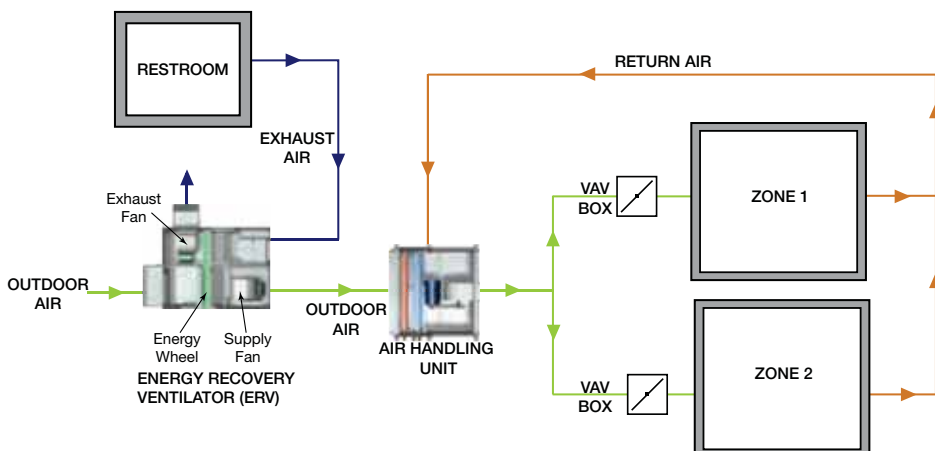 RESTROOM
RETURN AIR
EXHAUST
AIR
Exhaust
Fan
VAV
BOX
ZONE 1
OUTDOOR
AIR
OUTDOOR
AIR
Energy
Wheel
Supply
Fan
ENERGY RECOVERY
VENTILATOR (ERV)
AIR HANDLING
UNIT
VAV
BOX
ZONE 2